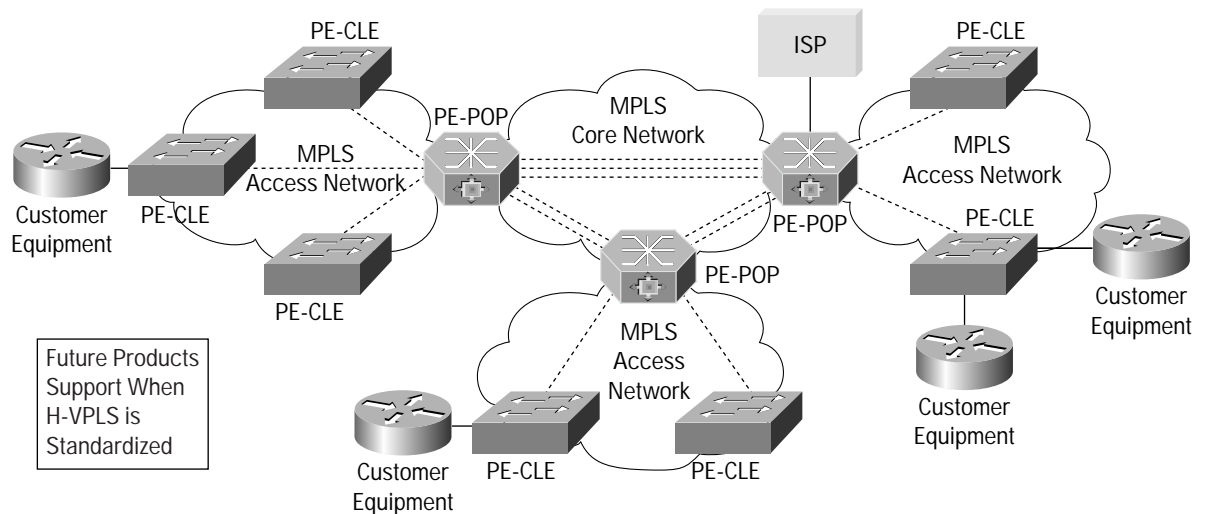 PE-CLE
ISP
PE-CLE
PE-POP
MPLS
Core Network
MPLS
Access Network
MPLS
Access Network
Customer
Equipment
PE-CLE
PE-POP
PE-CLE
PE-CLE
PE-POP
Customer
Equipment
Future Products
Support When
H-VPLS is
Standardized
MPLS
Access
Network
Customer
Equipment
PE-CLE
PE-CLE
Customer
Equipment